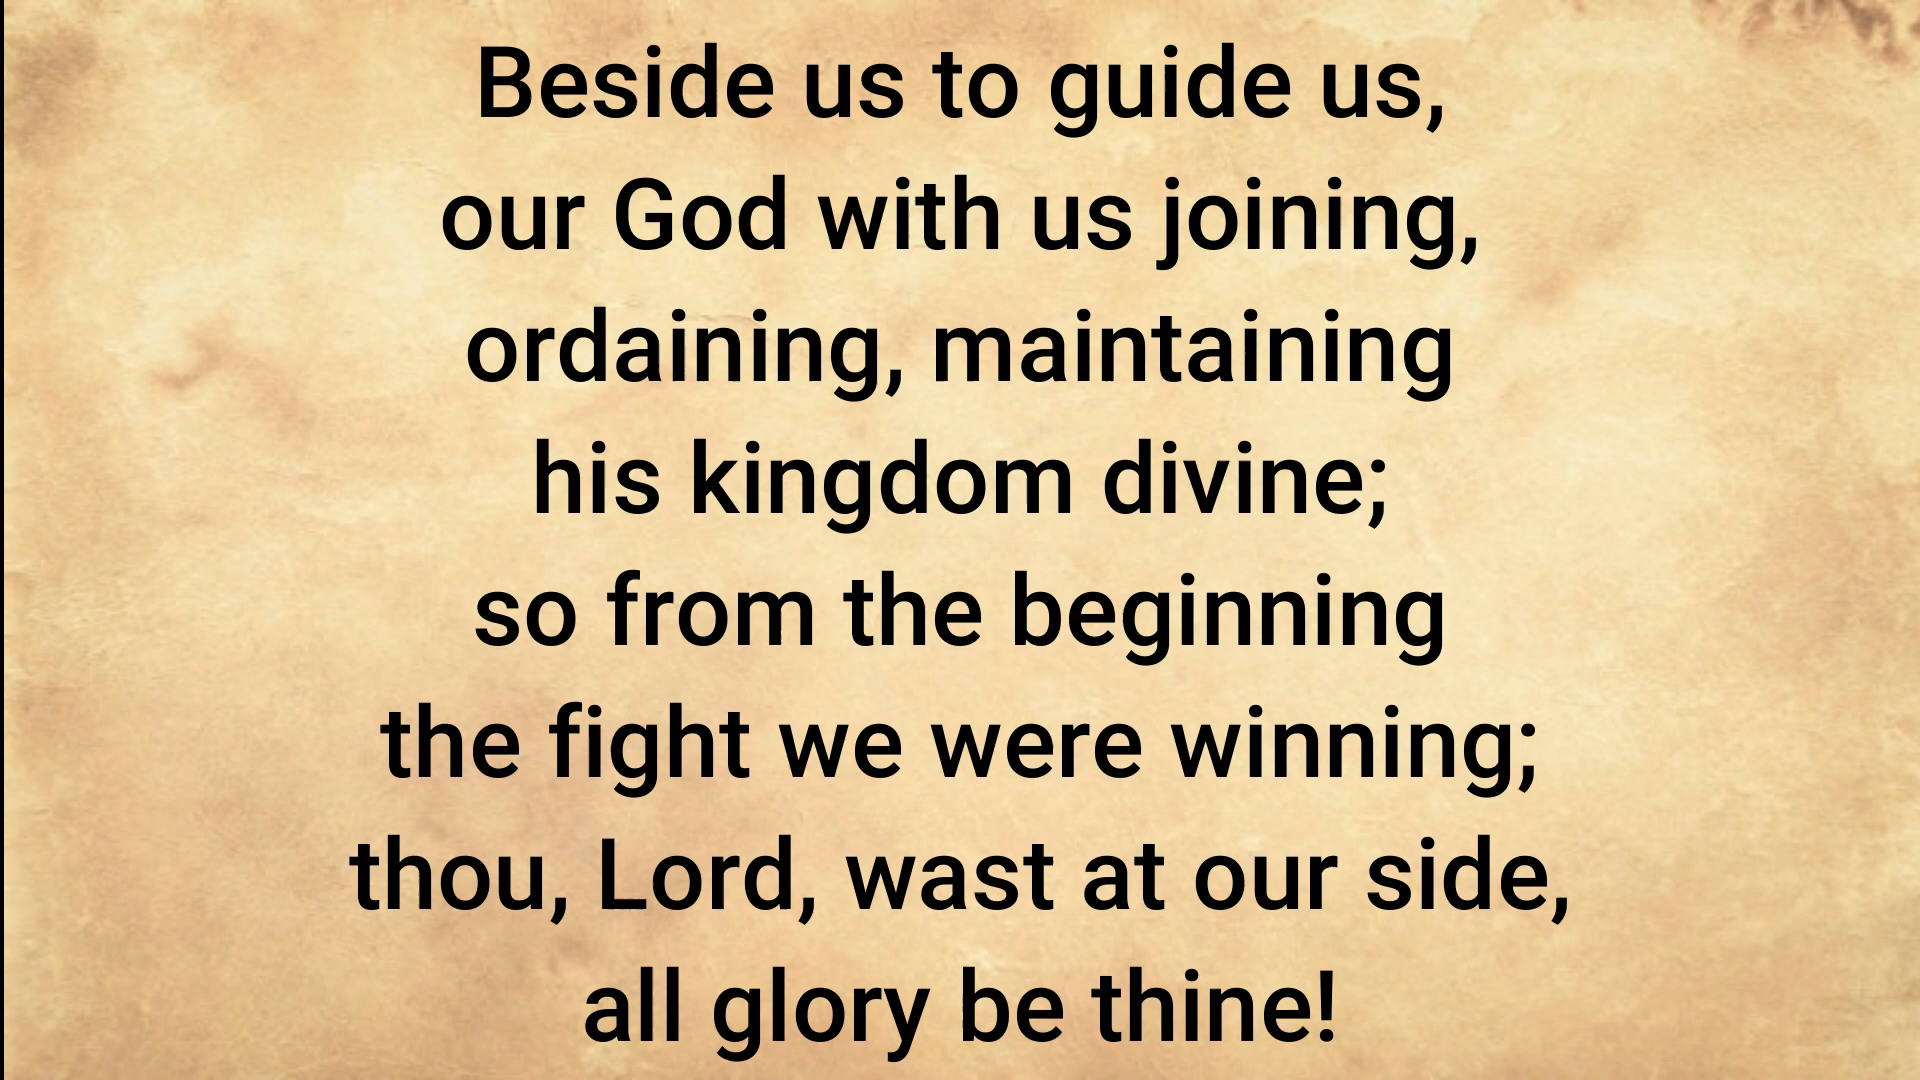 Beside us to guide us,
our God with us joining,
ordaining, maintaining
his kingdom divine;
so from the beginning
the fight we were winning;
thou, Lord, wast at our side,
all glory be thine!